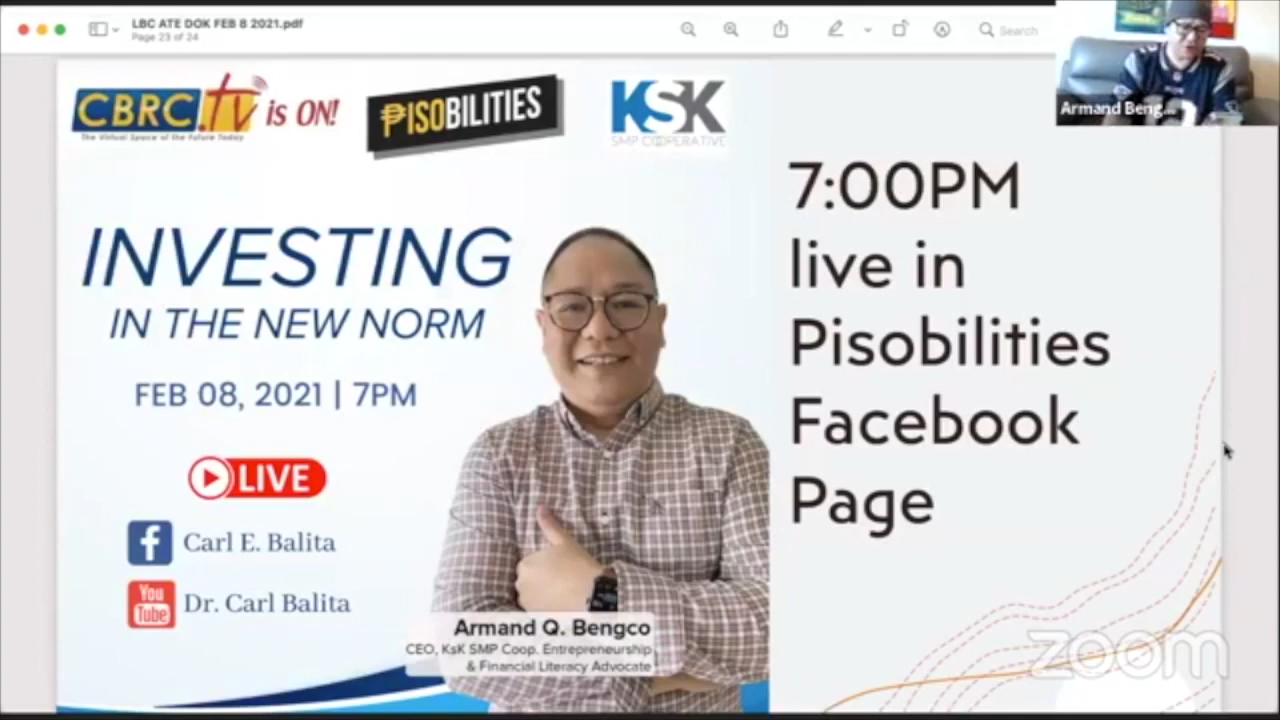 LBC ATE DOK FEB 8 2021.pdf
Page 23 of 24
Search
Armand Beng...
CBRC.tv is ON!
The Virtual Space of the Future Today
₱ISOBILITIES
KSK
SMP COOPERATIVE
INVESTING
IN THE NEW NORM
FEB 08, 2021 | 7PM
LIVE
f Carl E. Balita
You
Tube Dr. Carl Balita
Armand Q. Bengco
CEO, KsK SMP Coop. Entrepreneurship
& Financial Literacy Advocate
7:00PM
live in
Pisobilities
Facebook
Page
zoom